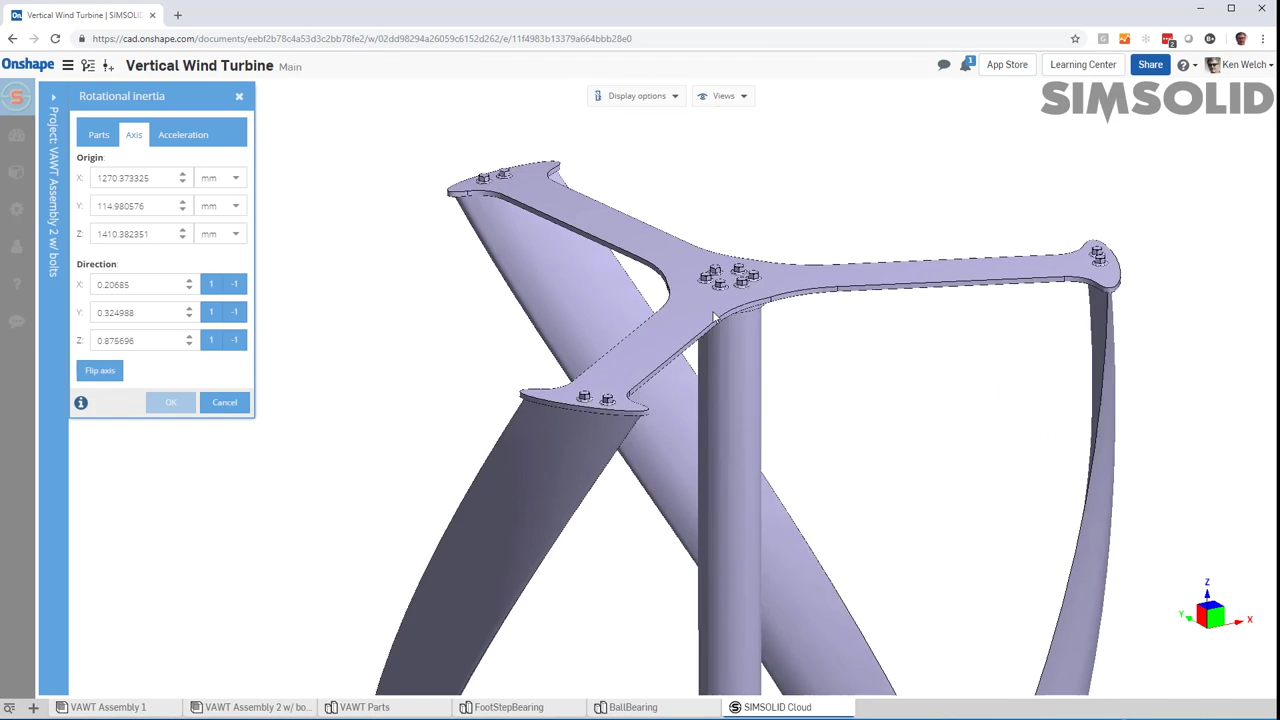 Vertical Wind Turbine | SIMSOLID
https://cad.onshape.com/documents/eebf2b78c4a53d3c2bb78fe2/w/02dd98294a26059c6152d262/e/11f4983b13379a664bbb28e0
2
Onshape
Vertical Wind Turbine Main
1
App Store
Learning Center
Share
Ken Welch
Rotational inertia
Display options
Views
SIMSOLID
Project: VAWT Assembly 2 w/ bolts
Parts
Axis
Acceleration
Origin:
X: 1270.373325 mm
Y: 114.980576 mm
Z: 1410.382351 mm
Direction:
X: 0.20685 1 -1
Y: 0.324988 1 -1
Z: 0.875696 1 -1
Flip axis
OK
Cancel
Z
Y
X
VAWT Assembly 1
VAWT Assembly 2 w/ bo...
VAWT Parts
FootStepBearing
BallBearing
SIMSOLID Cloud